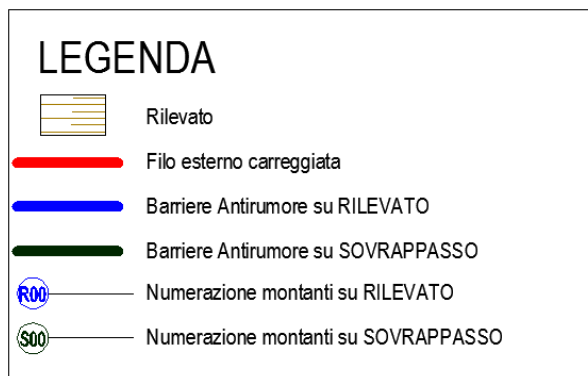 LEGENDA
Rilevato
Filo esterno carreggiata
Barriere Antirumore su RILEVATO
Barriere Antirumore su SOVRAPPASSO
R00 Numerazione montanti su RILEVATO
S00 Numerazione montanti su SOVRAPPASSO